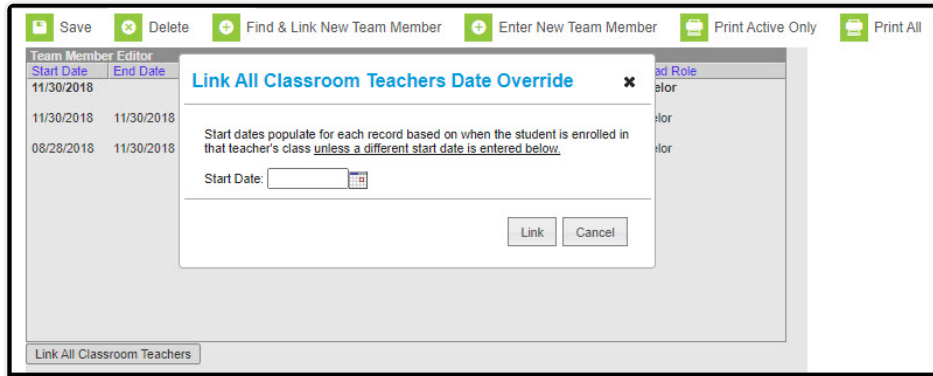 Save Delete Find & Link New Team Member Enter New Team Member Print Active Only Print All
Team Member Editor
Start Date End Date Role
11/30/2018
11/30/2018 11/30/2018
08/28/2018 11/30/2018
Link All Classroom Teachers Date Override
Start dates populate for each record based on when the student is enrolled in
that teacher's class unless a different start date is entered below.
Start Date:
Link Cancel
Link All Classroom Teachers